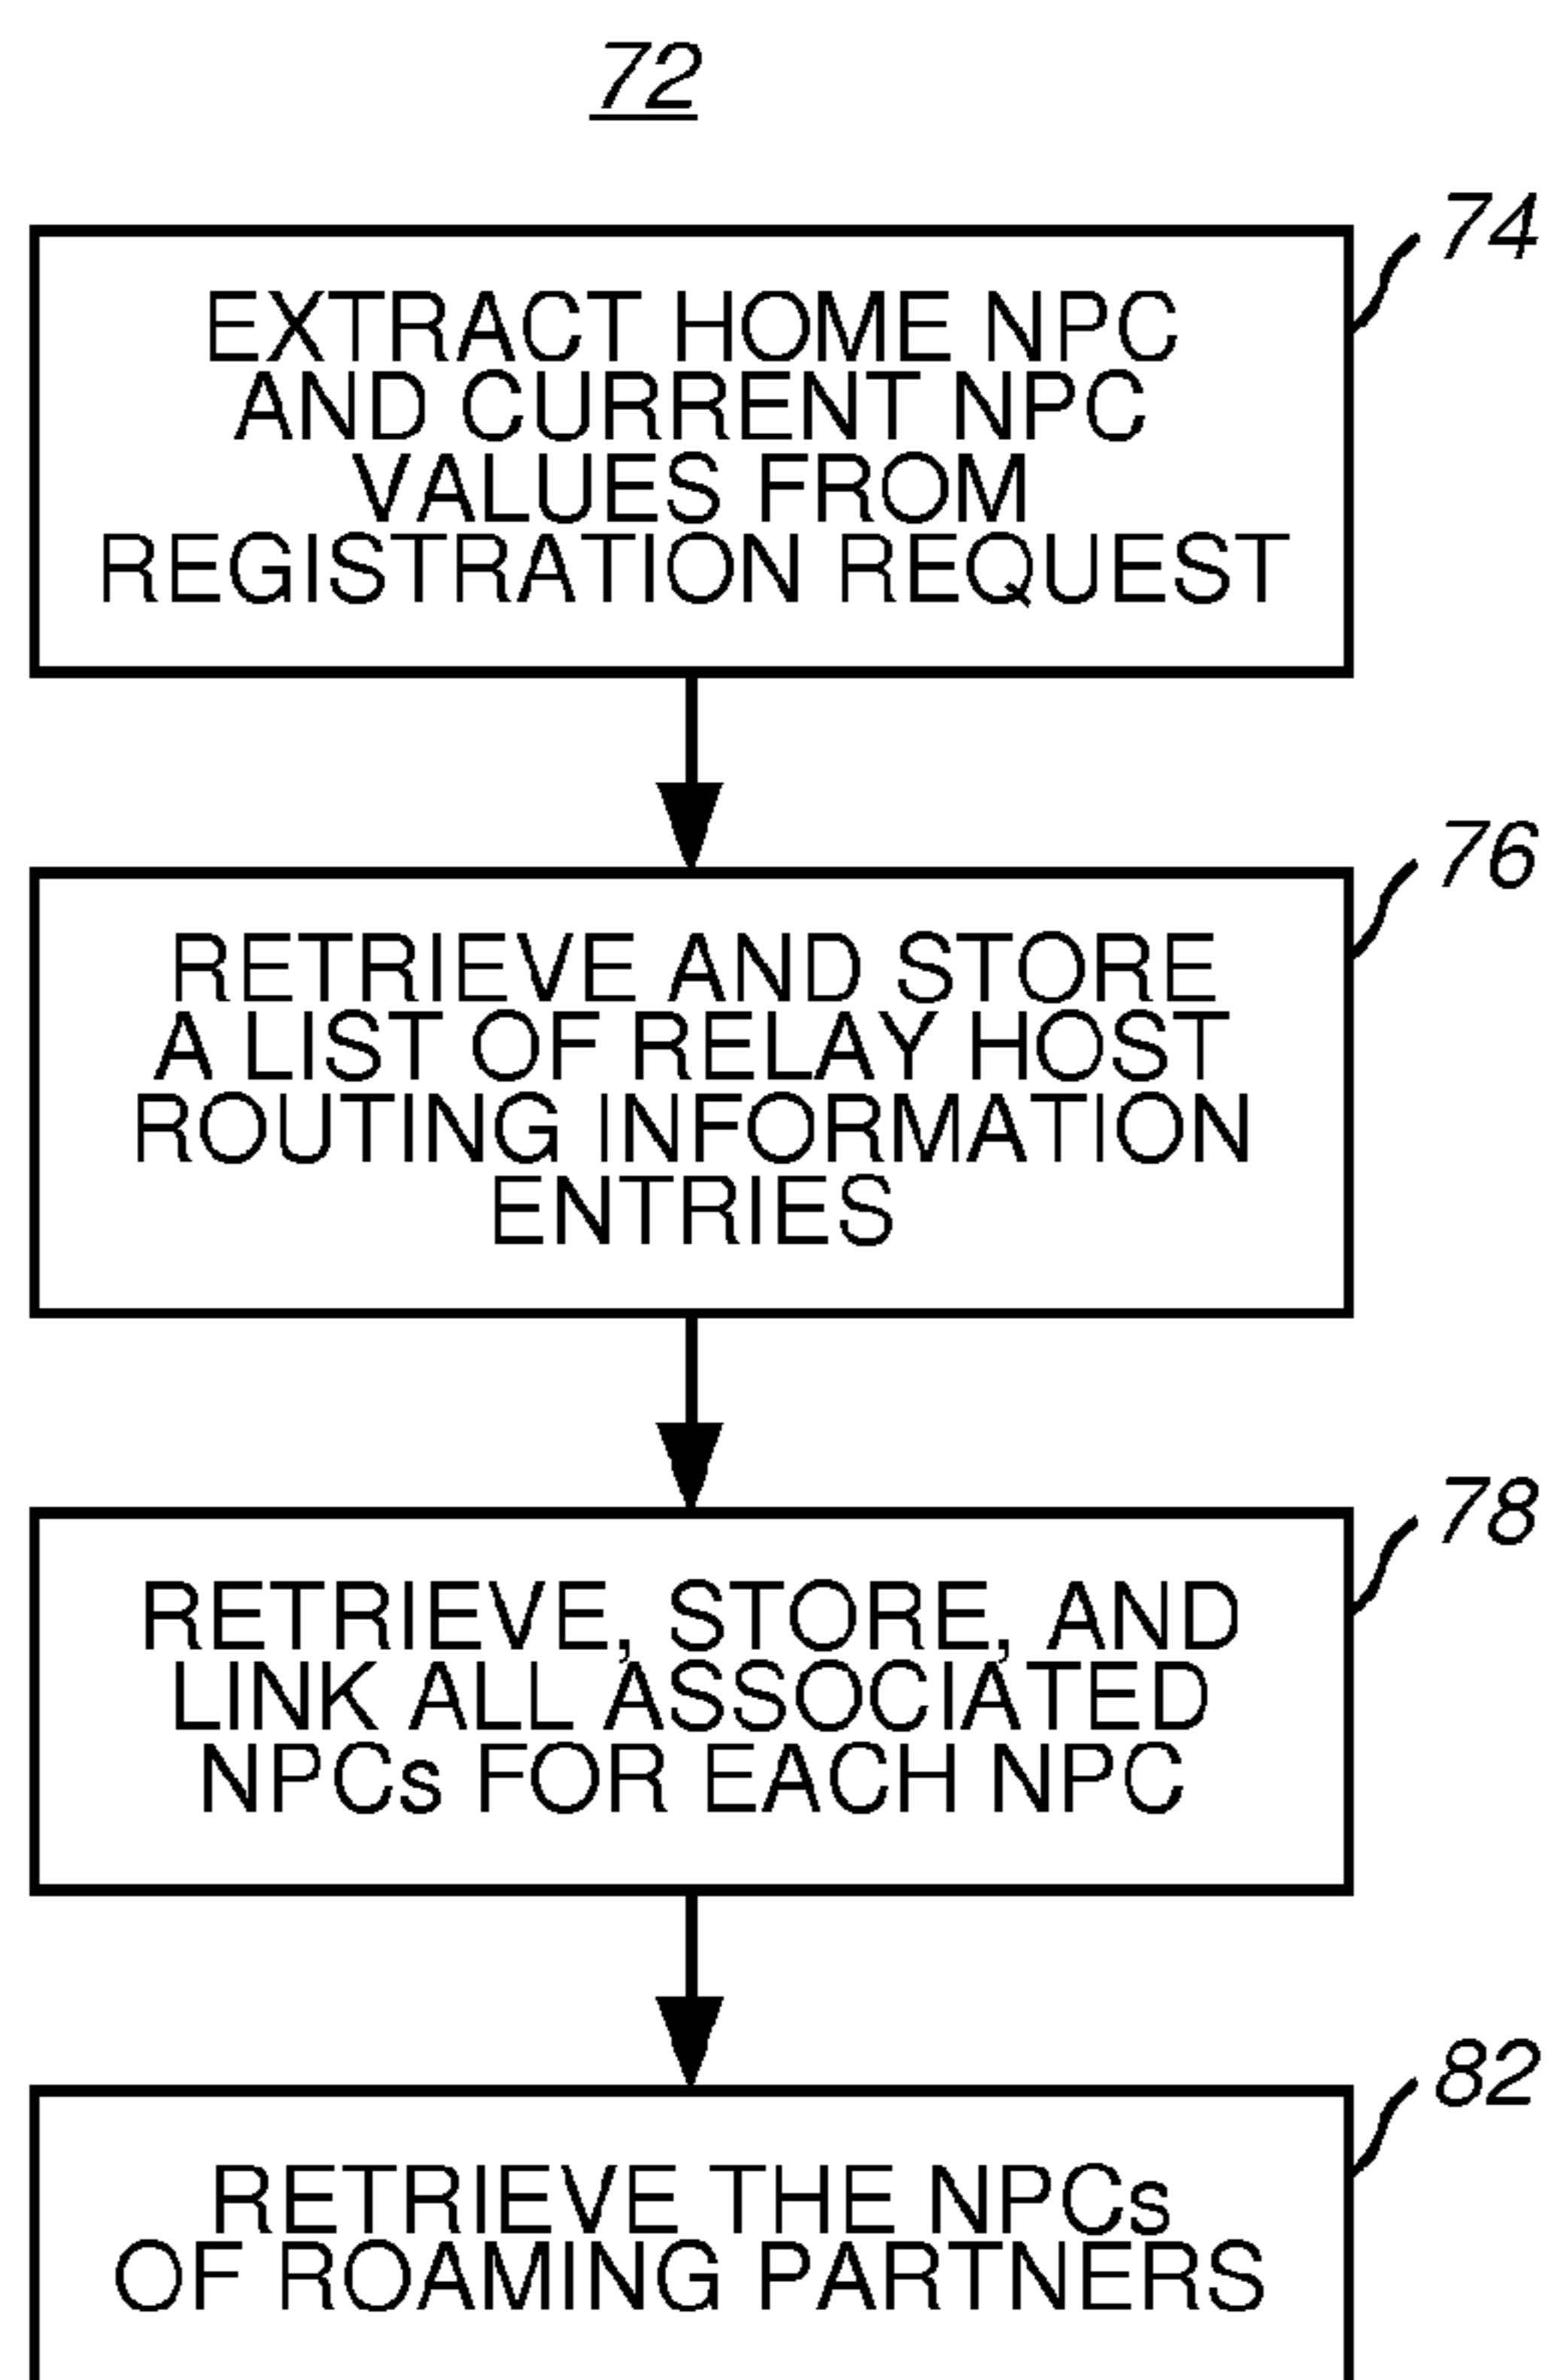 72
74
EXTRACT HOME NPC
AND CURRENT NPC
VALUES FROM
REGISTRATION REQUEST
76
RETRIEVE AND STORE
A LIST OF RELAY HOST
ROUTING INFORMATION
ENTRIES
78
RETRIEVE, STORE, AND
LINK ALL ASSOCIATED
NPCs FOR EACH NPC
82
RETRIEVE THE NPCs
OF ROAMING PARTNERS